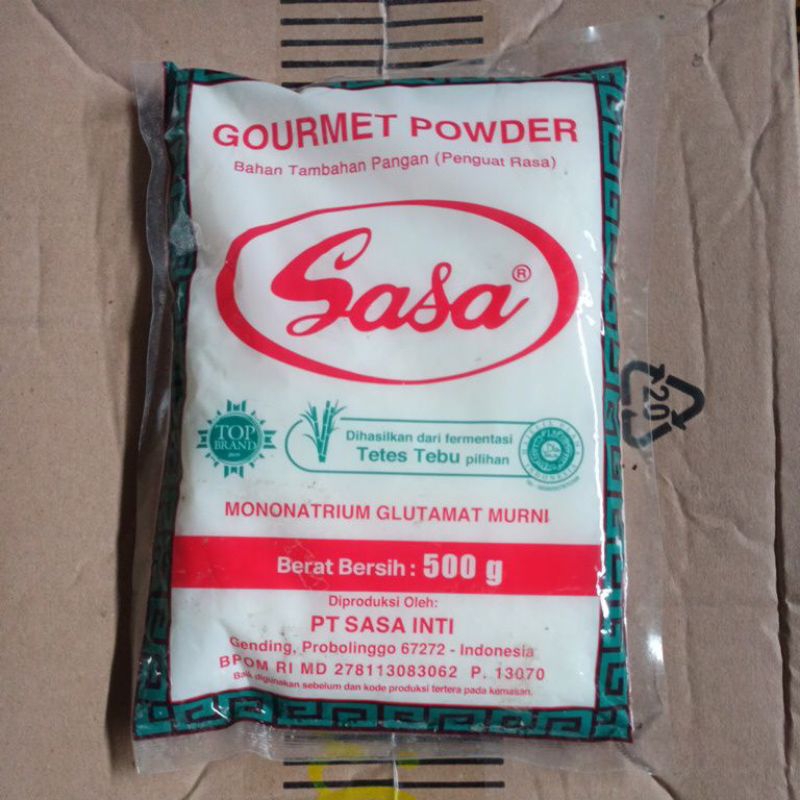 GOURMET POWDER
Bahan Tambahan Pangan (Penguat Rasa)
Sasa®
TOP
BRAND
Dihasilkan dari fermentasi
Tetes Tebu pilihan
MONONATRIUM GLUTAMAT MURNI
Berat Bersih : 500 g
Diproduksi Oleh:
PT SASA INTI
Gending, Probolinggo 67272 - Indonesia
BPOM RI MD 278113083062 P. 13070
Baik digunakan sebelum dan kode produksi tertera pada kemasan.
20